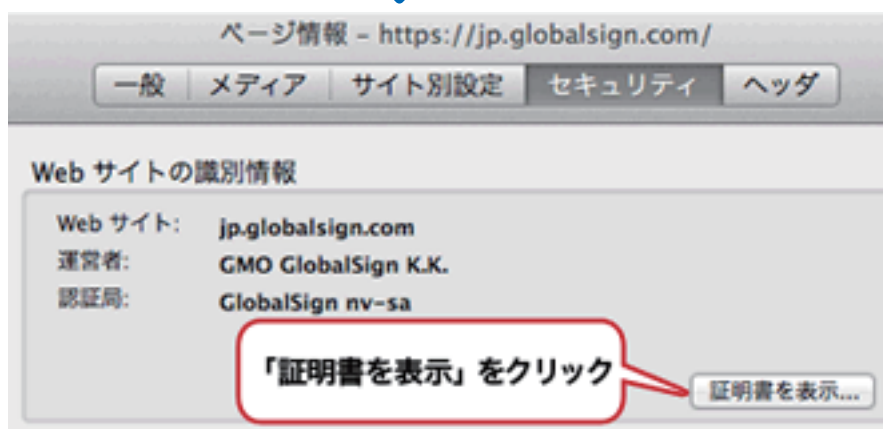 ページ情報 – https://jp.globalsign.com/
一般 メディア サイト別設定 セキュリティ ヘッダ
Web サイトの識別情報
Web サイト: jp.globalsign.com
運営者: GMO GlobalSign K.K.
認証局: GlobalSign nv-sa
「証明書を表示」をクリック
証明書を表示...